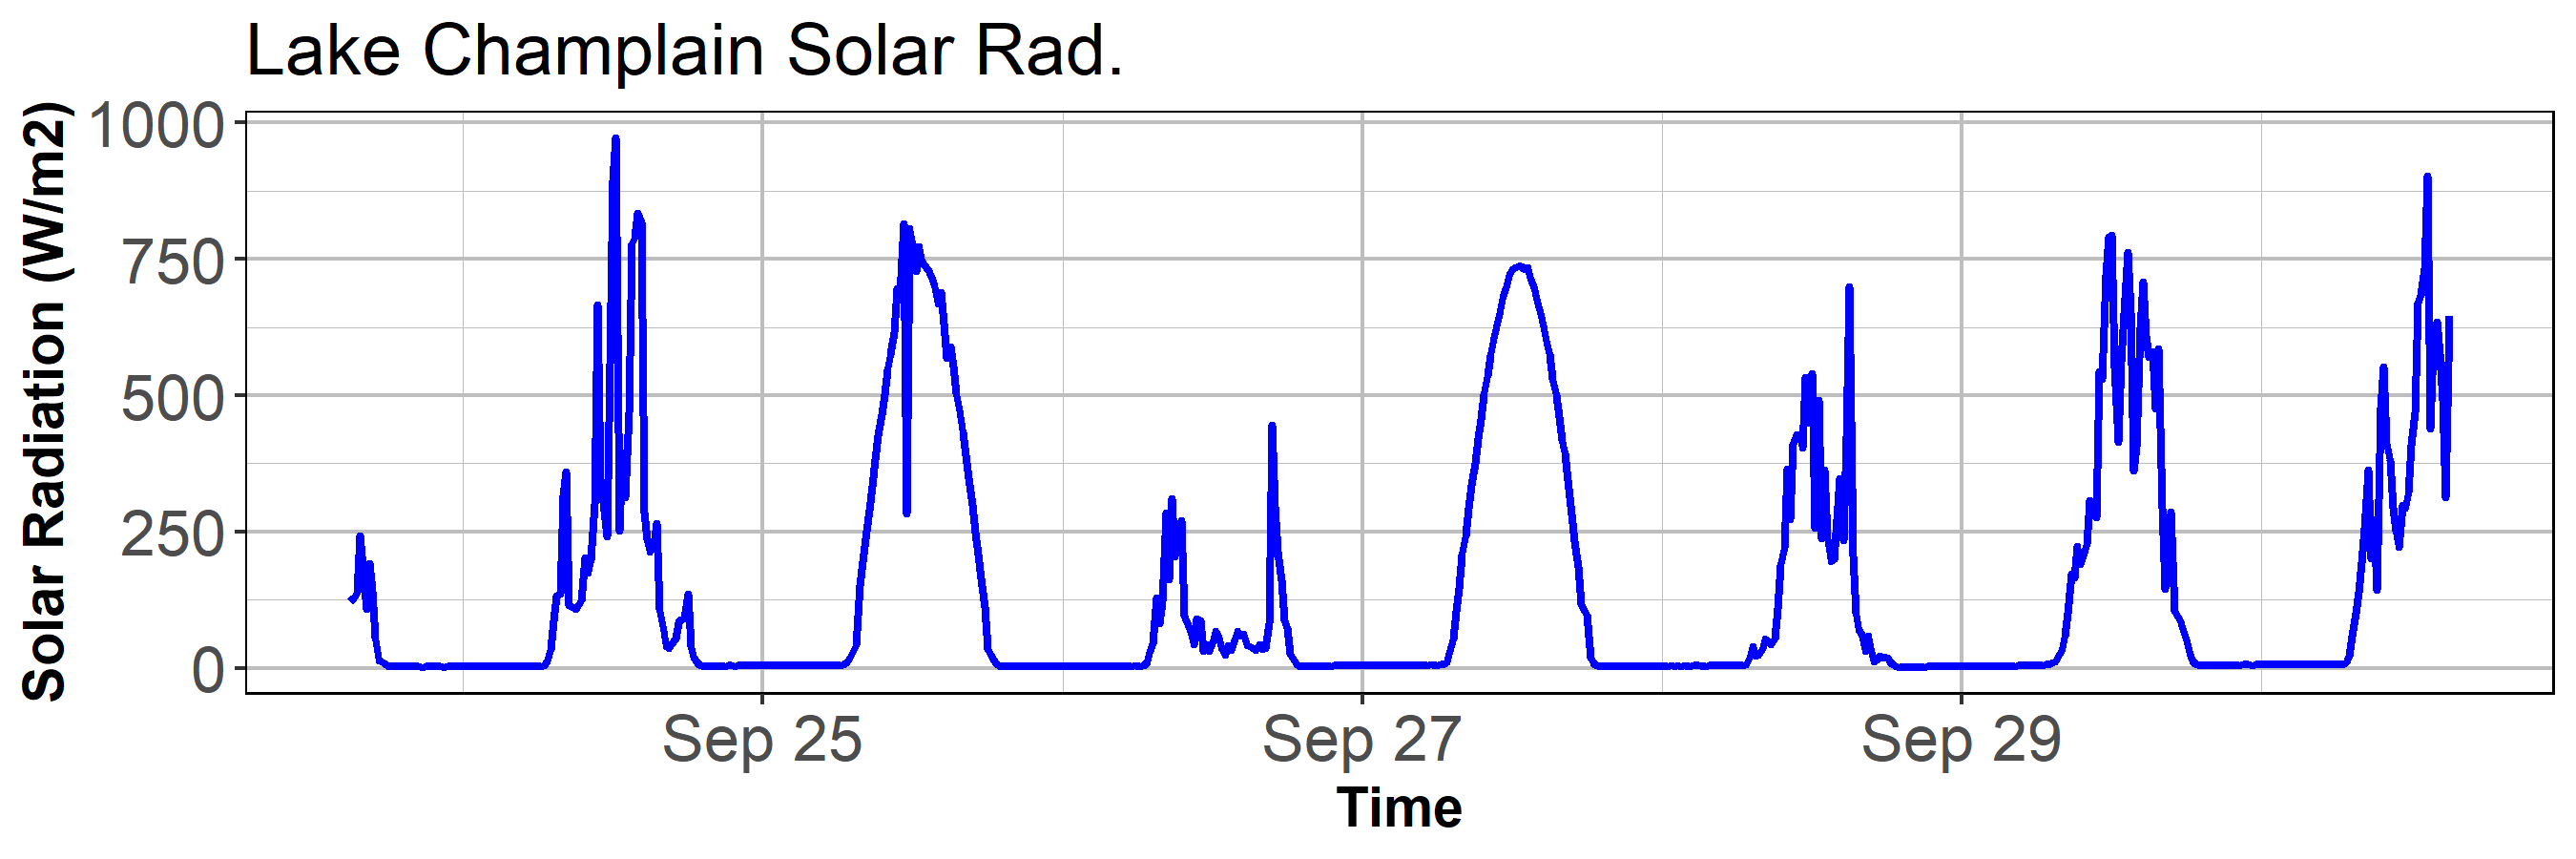 Lake Champlain Solar Rad.
Solar Radiation (W/m2)
1000
750
500
250
0
Sep 25
Sep 27
Sep 29
Time